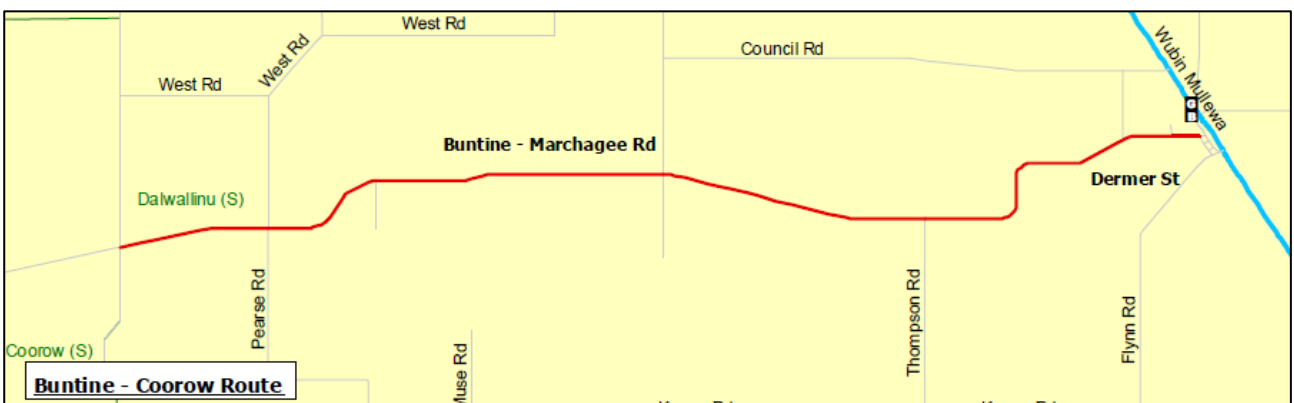 West Rd
West Rd
West Rd
Council Rd
Wubin Mullewa
Buntine - Marchagee Rd
Dermer St
Dalwallinu (S)
Pearse Rd
Thompson Rd
Flynn Rd
Coorow (S)
Muse Rd
Buntine - Coorow Route